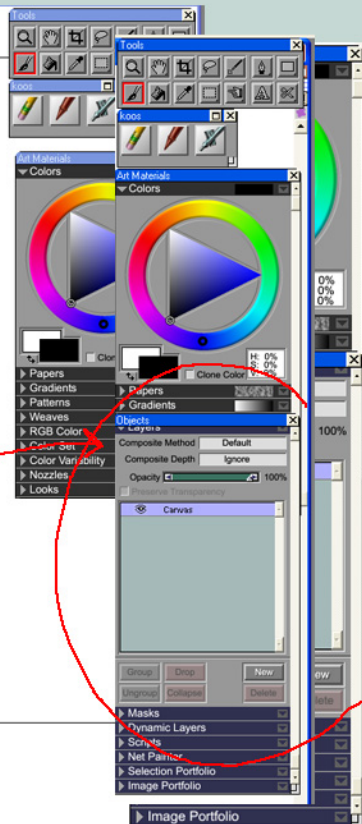 Tools
Tools
koos
koos
Art Materials
Colors
Art Materials
Colors
0%
0%
0%
H: 0%
S: 0%
Clone Color
Papers
Gradients
Patterns
Weaves
RGB Color
Color Set
Color Variability
Nozzles
Looks
Papers
Gradients
Objects
Layers
Composite Method Default
Composite Depth Ignore
Opacity 100%
100%
Preserve Transparency
Canvas
Group Drop New
Ungroup Collapse Delete
Masks
Dynamic Layers
Scripts
Net Painter
Selection Portfolio
Image Portfolio
Image Portfolio